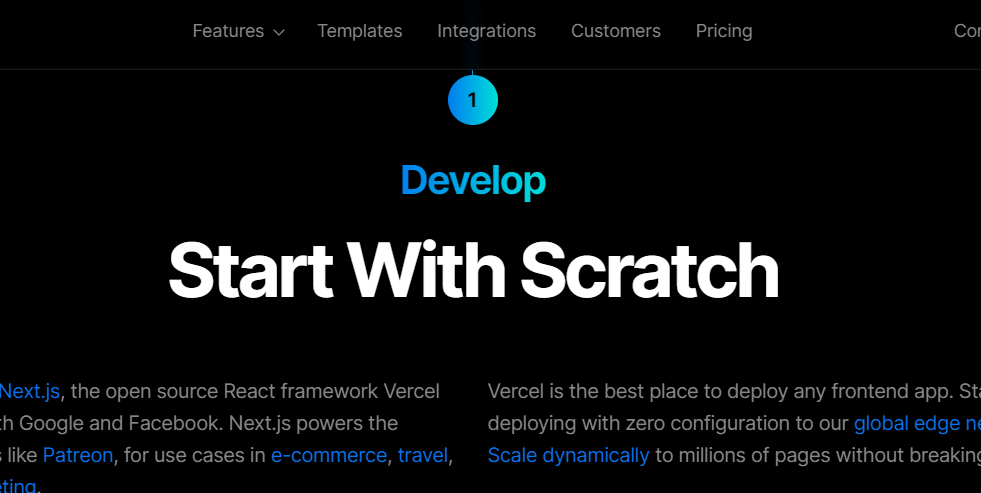 Features Templates Integrations Customers Pricing
1
Develop
Start With Scratch
Next.js, the open source React framework Vercel
Google and Facebook. Next.js powers the
like Patreon, for use cases in e-commerce, travel,
Vercel is the best place to deploy any frontend app.
deploying with zero configuration to our global edge
Scale dynamically to millions of pages without breaking